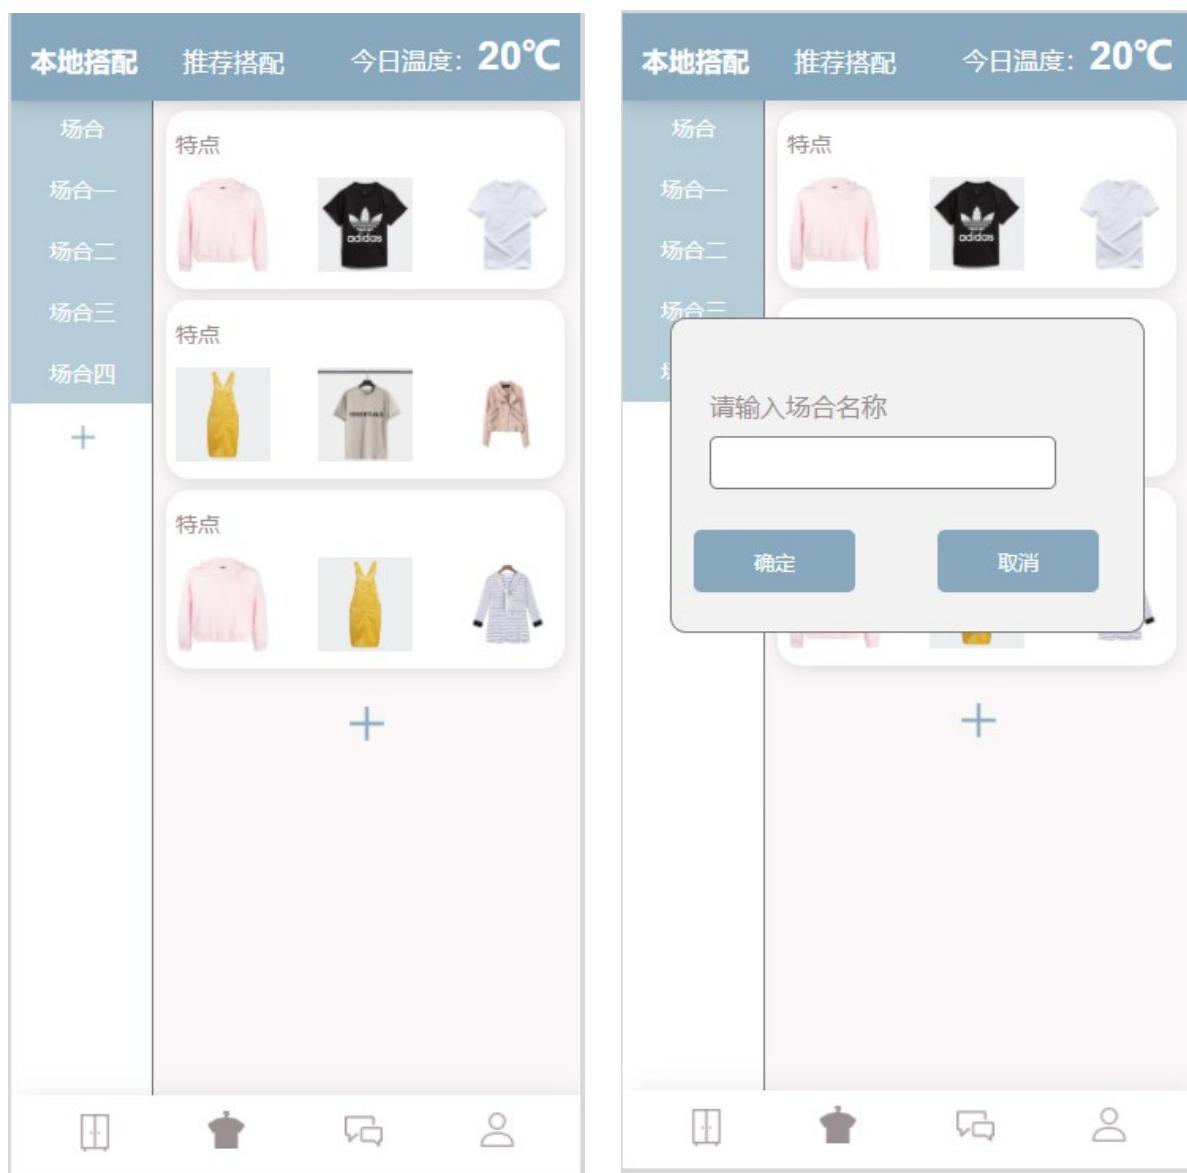 本地搭配 推荐搭配 今日温度：20℃
场合
场合一
场合二
场合三
场合四
特点
adidas
特点
特点
本地搭配 推荐搭配 今日温度：20℃
场合
场合一
场合二
场合三
特点
adidas
请输入场合名称
确定 取消